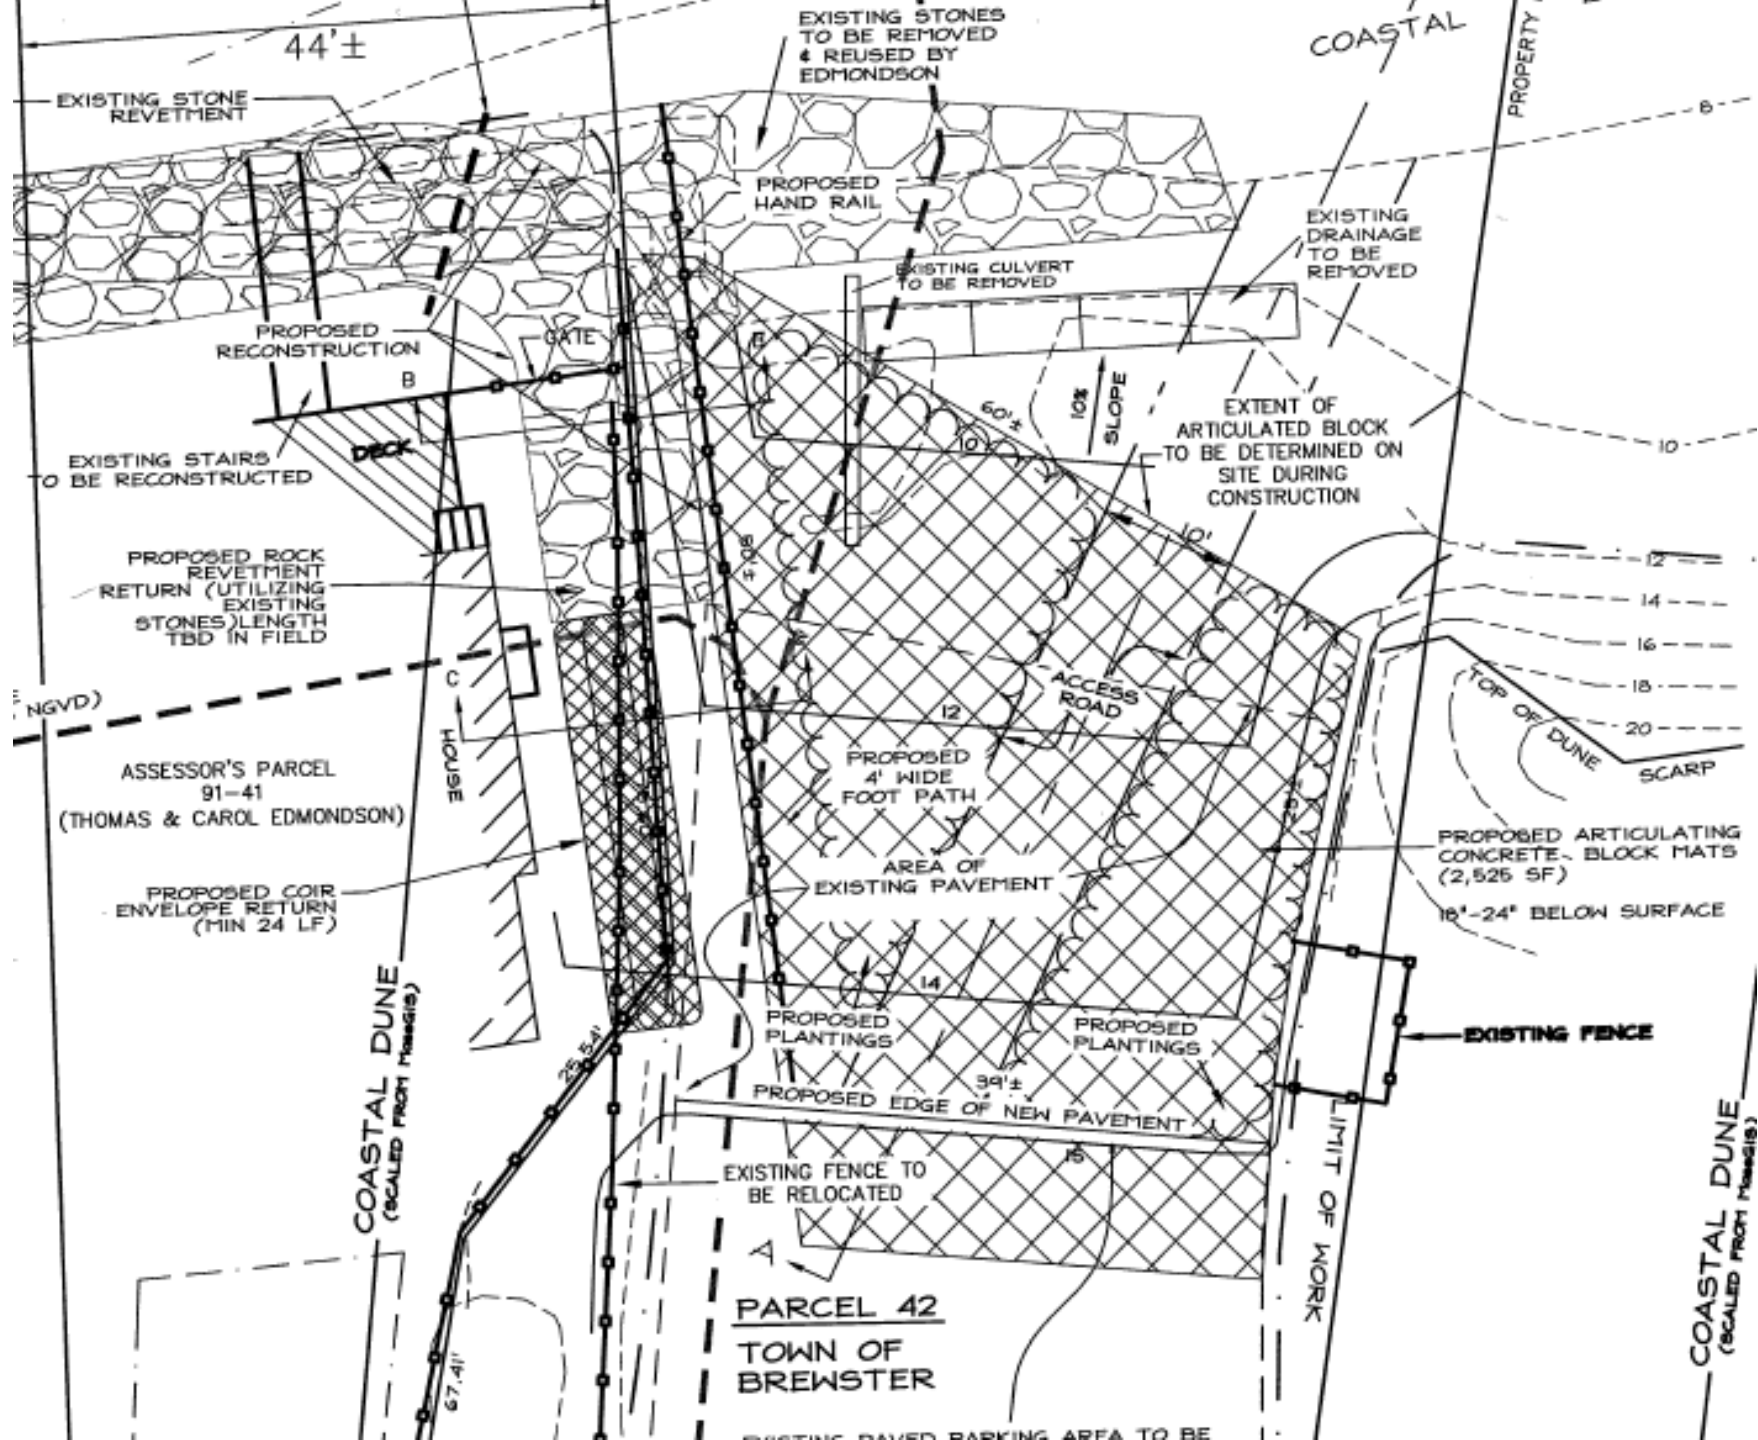 EXISTING STONES
TO BE REMOVED
& REUSED BY
EDMONDSON
COASTAL
PROPERTY
44'±
EXISTING STONE
REVETMENT
8
PROPOSED
HAND RAIL
EXISTING
DRAINAGE
TO BE
REMOVED
EXISTING CULVERT
TO BE REMOVED
PROPOSED
RECONSTRUCTION
GATE
B
B
10%
SLOPE
60'±
10
EXTENT OF
ARTICULATED BLOCK
TO BE DETERMINED ON
SITE DURING
CONSTRUCTION
10
DECK
EXISTING STAIRS
TO BE RECONSTRUCTED
10'
PROPOSED ROCK
REVETMENT
RETURN (UTILIZING
EXISTING
STONES)LENGTH
TBD IN FIELD
80'±
12
14
16
18
20
TOP OF DUNE
SCARP
C
NGVD)
HOUSE
ACCESS
ROAD
12
ASSESSOR'S PARCEL
91-41
(THOMAS & CAROL EDMONDSON)
PROPOSED
4' WIDE
FOOT PATH
PROPOSED ARTICULATING
CONCRETE BLOCK MATS
(2,525 SF)
18"-24" BELOW SURFACE
AREA OF
EXISTING PAVEMENT
PROPOSED COIR
ENVELOPE RETURN
(MIN 24 LF)
14
PROPOSED
PLANTINGS
PROPOSED
PLANTINGS
EXISTING FENCE
COASTAL DUNE
(SCALED FROM MassGIS)
25.54'
39'±
PROPOSED EDGE OF NEW PAVEMENT
15
LIMIT OF WORK
EXISTING FENCE TO
BE RELOCATED
COASTAL DUNE
(SCALED FROM MassGIS)
A
PARCEL 42
TOWN OF
BREWSTER
67.41'
EXISTING PAVED PARKING AREA TO BE